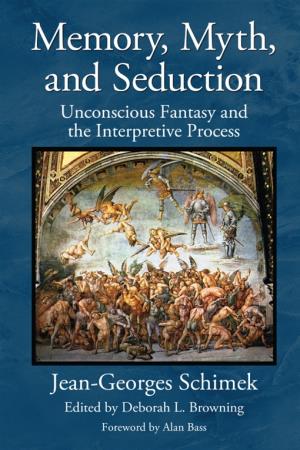 Memory, Myth,
and Seduction
Unconscious Fantasy and
the Interpretive Process
Jean-Georges Schimek
Edited by Deborah L. Browning
Foreword by Alan Bass